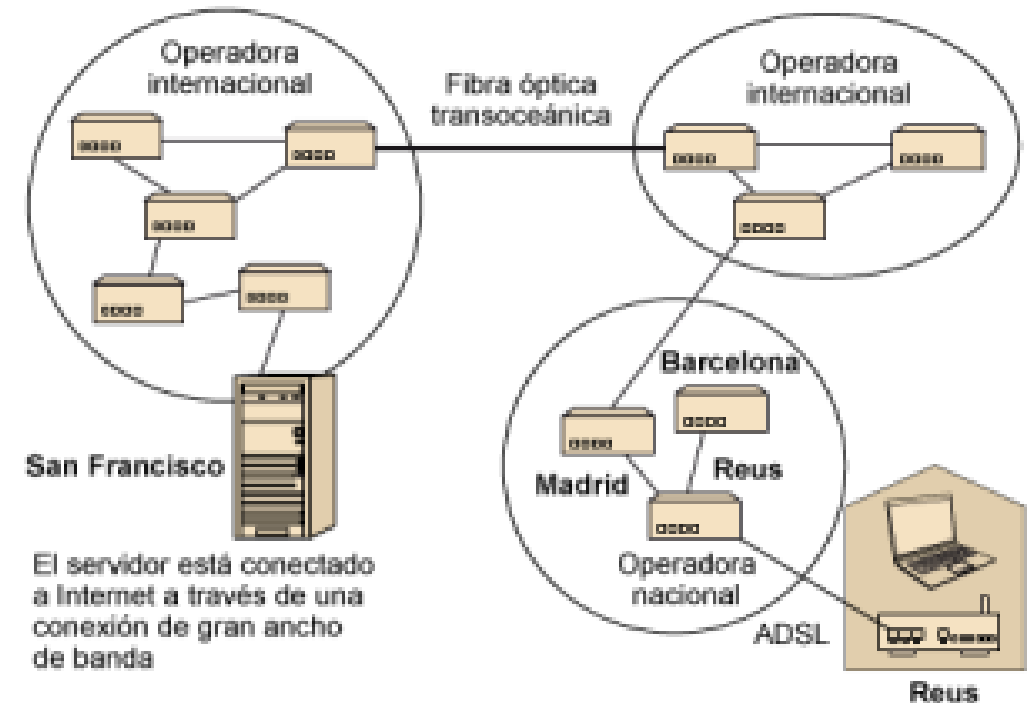 Operadora
internacional
Fibra óptica
transoceánica
Operadora
internacional
San Francisco
El servidor está conectado
a Internet a través de una
conexión de gran ancho
de banda
Barcelona
Madrid
Reus
Operadora
nacional
ADSL
Reus